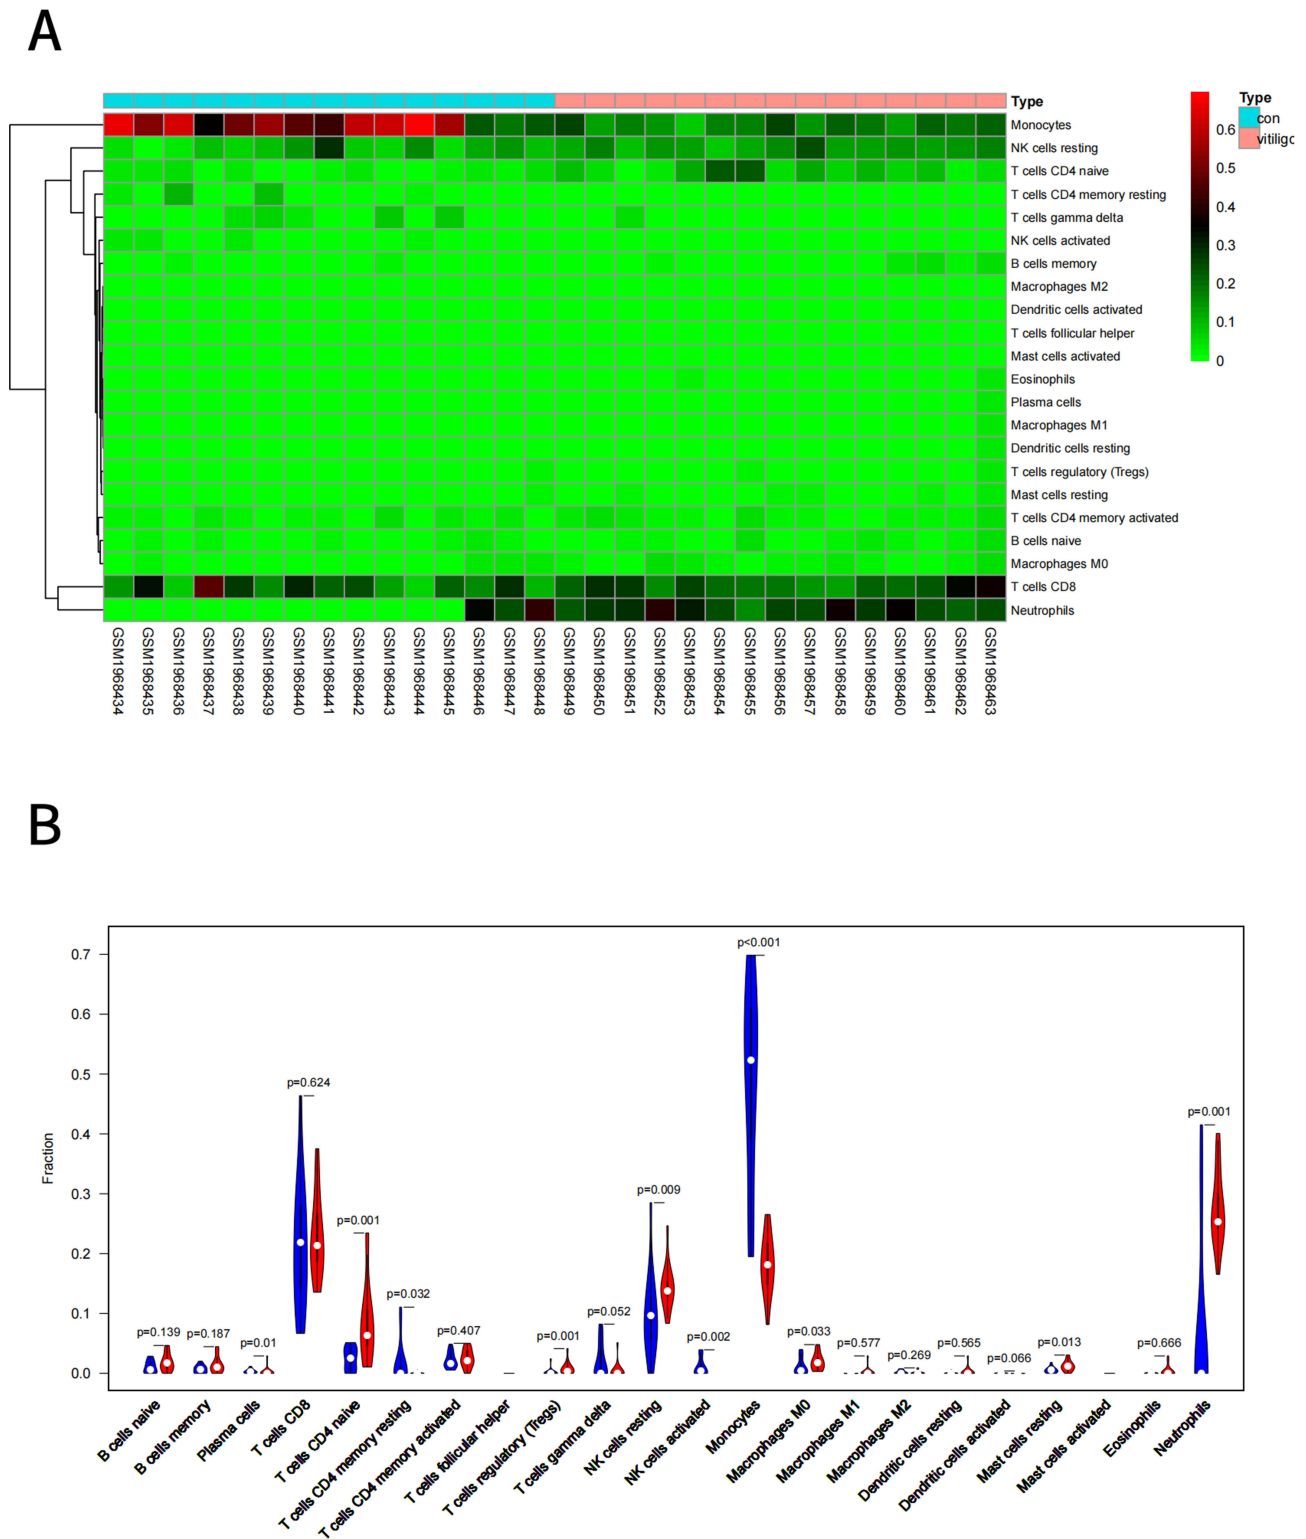 A
Type
Monocytes
NK cells resting
T cells CD4 naive
T cells CD4 memory resting
T cells gamma delta
NK cells activated
B cells memory
Macrophages M2
Dendritic cells activated
T cells follicular helper
Mast cells activated
Eosinophils
Plasma cells
Macrophages M1
Dendritic cells resting
T cells regulatory (Tregs)
Mast cells resting
T cells CD4 memory activated
B cells naive
Macrophages M0
T cells CD8
Neutrophils
0.6
0.5
0.4
0.3
0.2
0.1
0
Type
con
vitiligo
GSM1968434
GSM1968435
GSM1968436
GSM1968437
GSM1968438
GSM1968439
GSM1968440
GSM1968441
GSM1968442
GSM1968443
GSM1968444
GSM1968445
GSM1968446
GSM1968447
GSM1968448
GSM1968449
GSM1968450
GSM1968451
GSM1968452
GSM1968453
GSM1968454
GSM1968455
GSM1968456
GSM1968457
GSM1968458
GSM1968459
GSM1968460
GSM1968461
GSM1968462
GSM1968463
B
Fraction
0.7
0.6
0.5
0.4
0.3
0.2
0.1
0.0
p=0.139
p=0.187
p=0.01
p=0.624
p=0.001
p=0.032
p=0.407
p=0.001
p=0.052
p=0.009
p=0.002
p<0.001
p=0.033
p=0.577
p=0.269
p=0.565
p=0.066
p=0.013
p=0.666
p=0.001
B cells naive
B cells memory
Plasma cells
T cells CD8
T cells CD4 naive
T cells CD4 memory resting
T cells CD4 memory activated
T cells follicular helper
T cells regulatory (Tregs)
T cells gamma delta
NK cells resting
NK cells activated
Monocytes
Macrophages M0
Macrophages M1
Macrophages M2
Dendritic cells resting
Dendritic cells activated
Mast cells resting
Mast cells activated
Eosinophils
Neutrophils